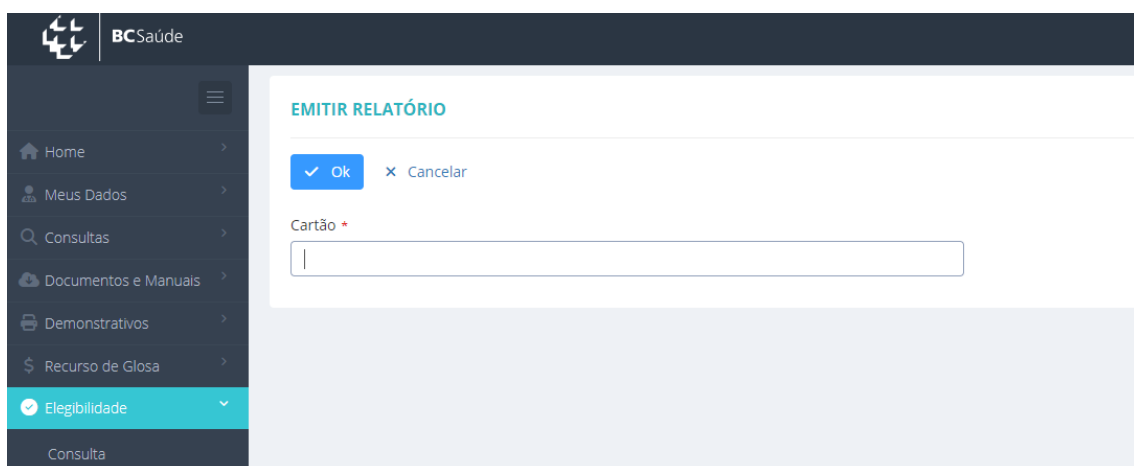 BCSaúde
EMITIR RELATÓRIO
Ok
Cancelar
Cartão *
Home
Meus Dados
Consultas
Documentos e Manuais
Demonstrativos
$ Recurso de Glosa
Elegibilidade
Consulta